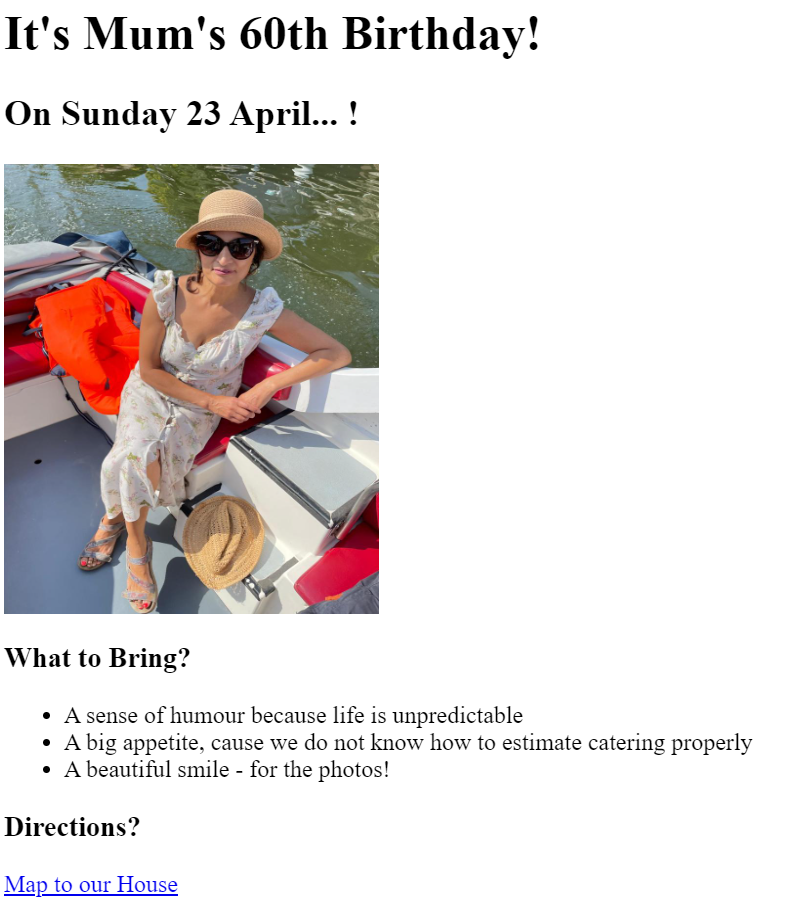 It's Mum's 60th Birthday!
On Sunday 23 April... !
What to Bring?
A sense of humour because life is unpredictable
A big appetite, cause we do not know how to estimate catering properly
A beautiful smile - for the photos!
Directions?
Map to our House